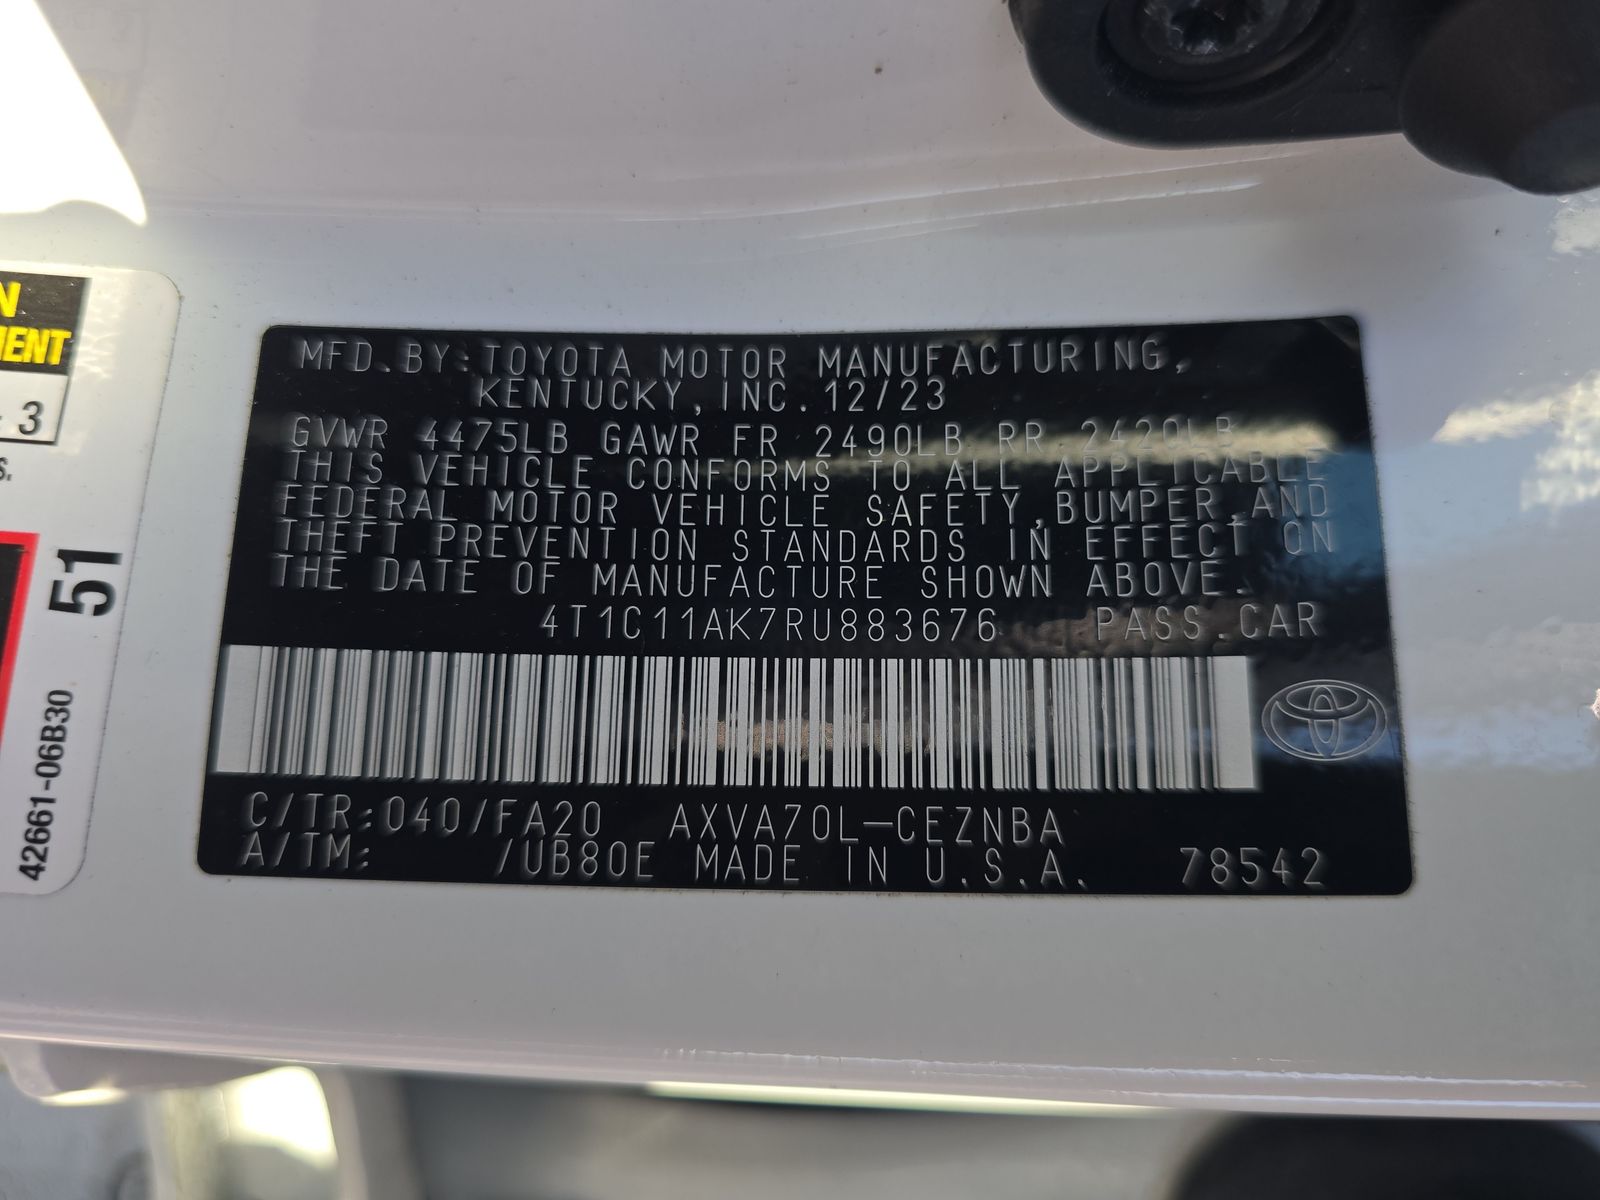 MFD.BY:TOYOTA MOTOR MANUFACTURING,
KENTUCKY,INC.12/23
GVWR 4475LB GAWR FR 2490LB RR 2420LB
THIS VEHICLE CONFORMS TO ALL APPLICABLE
FEDERAL MOTOR VEHICLE SAFETY,BUMPER,AND
THEFT PREVENTION STANDARDS IN EFFECT ON
THE DATE OF MANUFACTURE SHOWN ABOVE.
4T1C11AK7RU883676 PASS.CAR
C/TR:040/FA20 AXVA70L-CEZNBA
A/TM: /UB80E MADE IN U.S.A. 78542
N
MENT
3
S.
51
42661-06B30